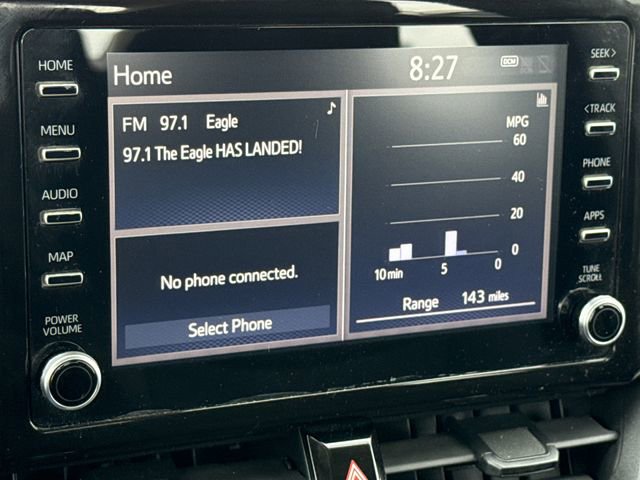 HOME
MENU
AUDIO
MAP
POWER
VOLUME
Home
8:27
DCM
FM 97.1 Eagle
97.1 The Eagle HAS LANDED!
No phone connected.
Select Phone
MPG
60
40
20
0
10 min 5 0
Range 143 miles
SEEK >
< TRACK
PHONE
APPS
TUNE
SCROLL